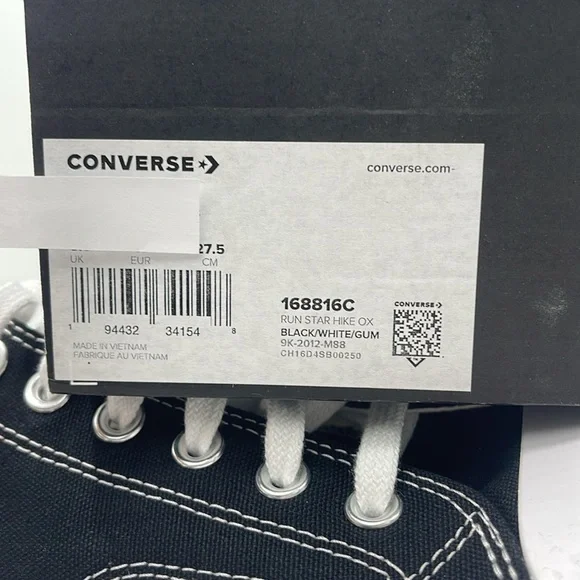 CONVERSE
converse.com
27.5
UK EUR CM
1 94432 34154 8
MADE IN VIETNAM
FABRIQUE AU VIETNAM
168816C
RUN STAR HIKE OX
BLACK/WHITE/GUM
9K-2012-M88
CH16D4SB00250
CONVERSE